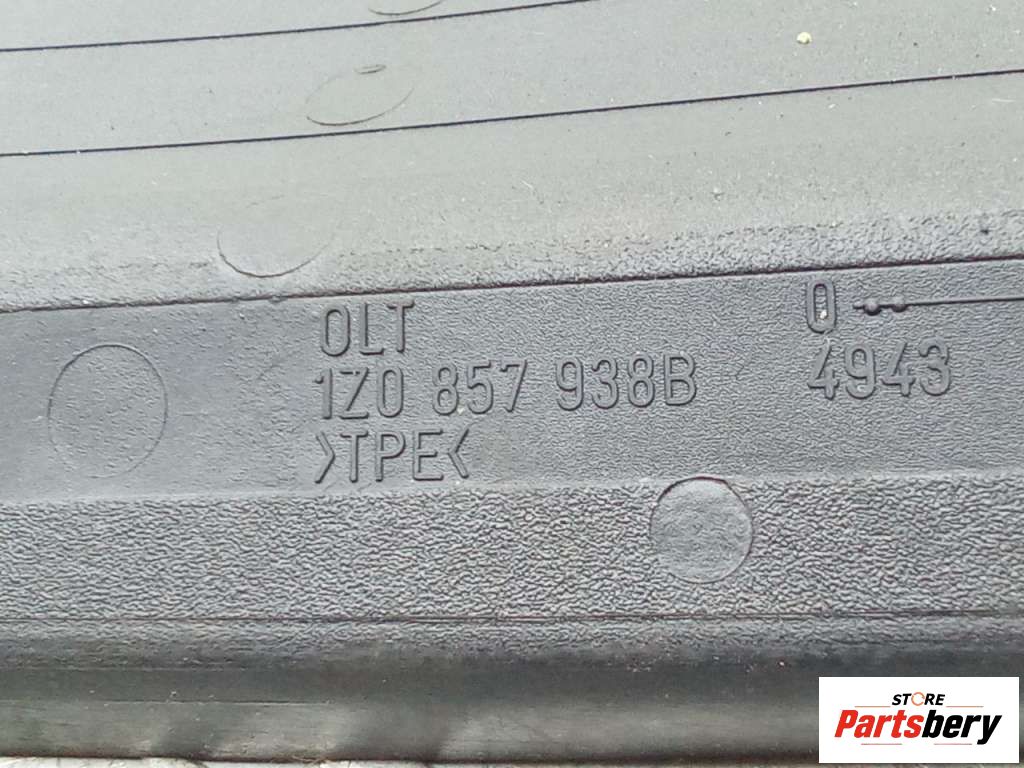 OLT
1Z0 857 938B
>TPE<
0
4943
STORE
Partsbery